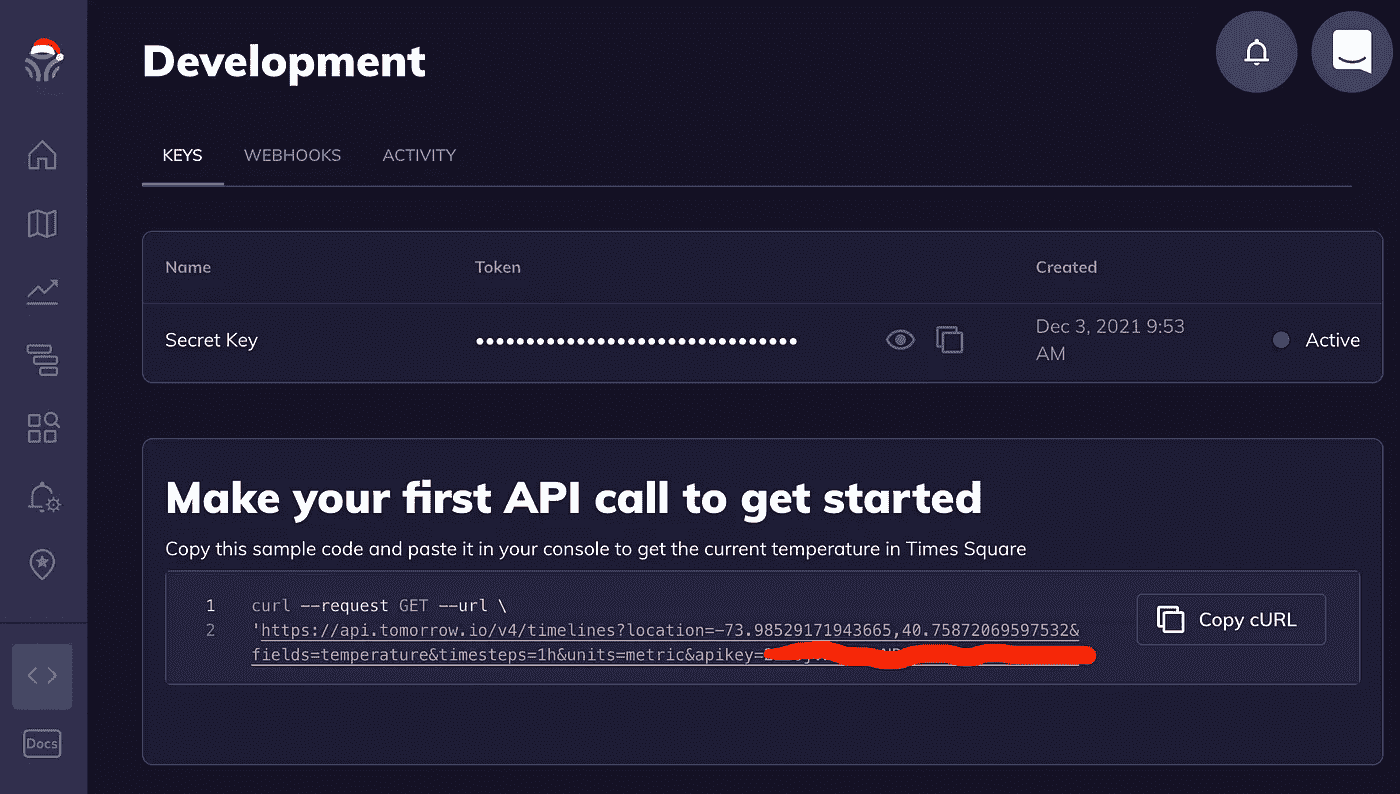 Development
KEYS WEBHOOKS ACTIVITY
Name Token Created
Secret Key •••••••••••••••••••••••••••••••• Dec 3, 2021 9:53 AM Active
Make your first API call to get started
Copy this sample code and paste it in your console to get the current temperature in Times Square
1 curl --request GET --url \
2 'https://api.tomorrow.io/v4/timelines?location=-73.98529171943665,40.75872069597532&
fields=temperature&timesteps=1h&units=metric&apikey=
Copy cURL
Docs